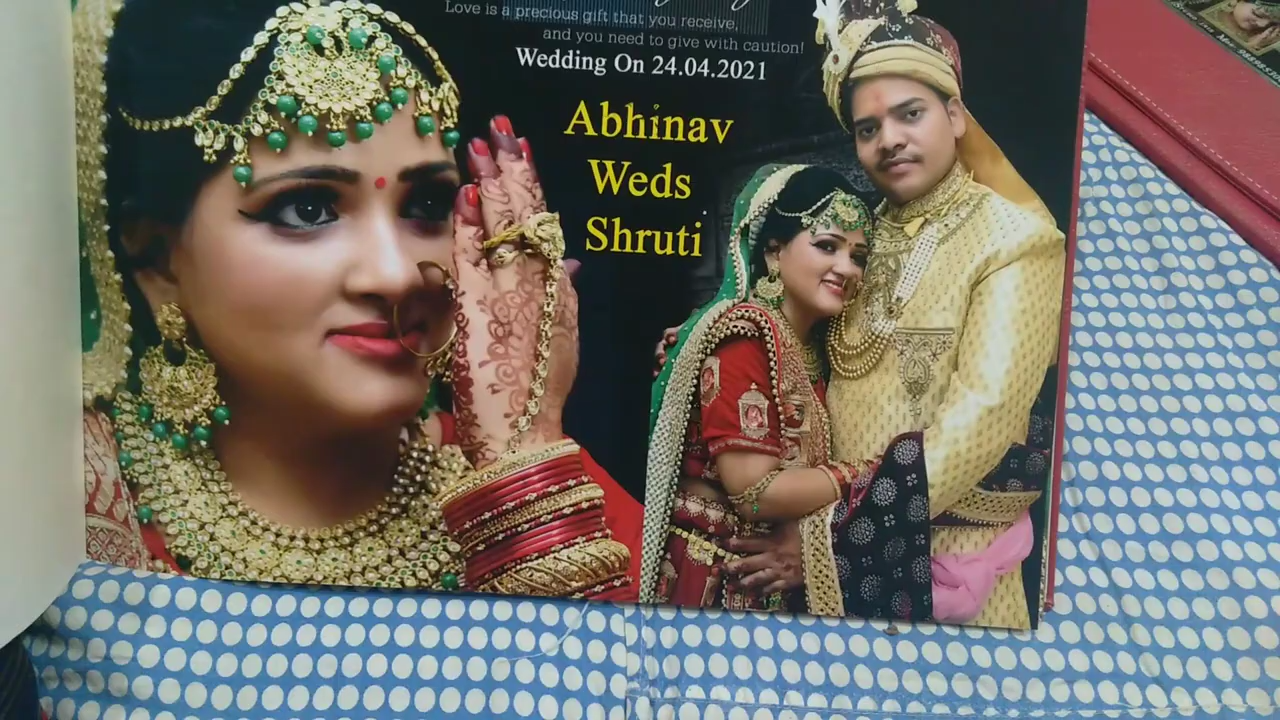 Love is a precious gift that you receive,
and you need to give with caution!
Wedding On 24.04.2021
Abhinav
Weds
Shruti